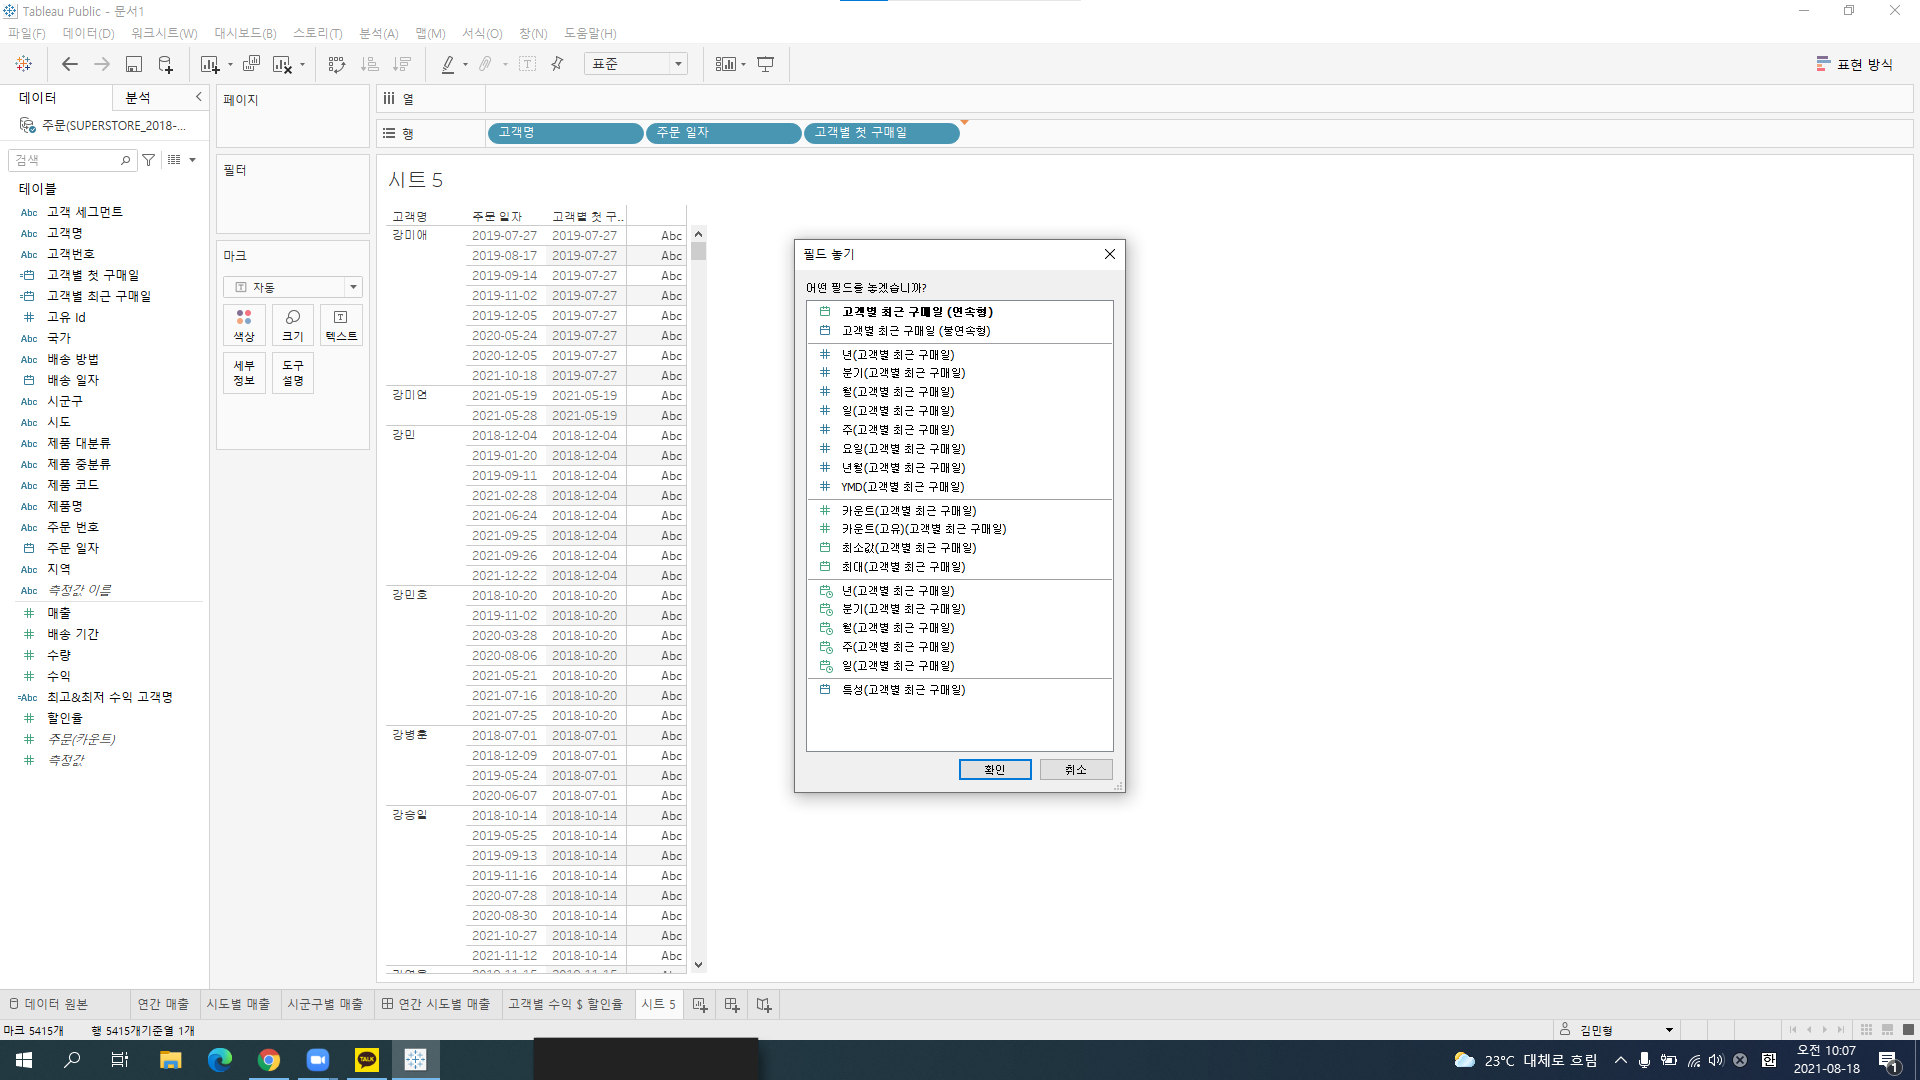 Tableau Public - 문서1
파일(F) 데이터(D) 워크시트(W) 대시보드(B) 스토리(T) 분석(A) 맵(M) 서식(O) 창(N) 도움말(H)
표준
표현 방식
데이터 분석
주문(SUPERSTORE_2018-...
검색
테이블
Abc 고객 세그먼트
Abc 고객명
Abc 고객번호
고객별 첫 구매일
고객별 최근 구매일
고유 Id
Abc 국가
Abc 배송 방법
배송 일자
Abc 시군구
Abc 시도
Abc 제품 대분류
Abc 제품 중분류
Abc 제품 코드
Abc 제품명
Abc 주문 번호
주문 일자
Abc 지역
Abc 측정값 이름
매출
배송 기간
수량
수익
=Abc 최고&최저 수익 고객명
할인율
주문(카운트)
측정값
페이지
필터
마크
자동
색상 크기 텍스트
세부 정보 도구 설명
열
행 고객명 주문 일자 고객별 첫 구매일
시트 5
고객명 주문 일자 고객별 첫 구..
강미애 2019-07-27 2019-07-27 Abc
2019-08-17 2019-07-27 Abc
2019-09-14 2019-07-27 Abc
2019-11-02 2019-07-27 Abc
2019-12-05 2019-07-27 Abc
2020-05-24 2019-07-27 Abc
2020-12-05 2019-07-27 Abc
2021-10-18 2019-07-27 Abc
강미연 2021-05-19 2021-05-19 Abc
2021-05-28 2021-05-19 Abc
강민 2018-12-04 2018-12-04 Abc
2019-01-20 2018-12-04 Abc
2019-09-11 2018-12-04 Abc
2021-02-28 2018-12-04 Abc
2021-06-24 2018-12-04 Abc
2021-09-25 2018-12-04 Abc
2021-09-26 2018-12-04 Abc
2021-12-22 2018-12-04 Abc
강민호 2018-10-20 2018-10-20 Abc
2019-11-02 2018-10-20 Abc
2020-03-28 2018-10-20 Abc
2020-08-06 2018-10-20 Abc
2021-05-21 2018-10-20 Abc
2021-07-16 2018-10-20 Abc
2021-07-25 2018-10-20 Abc
강병훈 2018-07-01 2018-07-01 Abc
2018-12-09 2018-07-01 Abc
2019-05-24 2018-07-01 Abc
2020-06-07 2018-07-01 Abc
강승일 2018-10-14 2018-10-14 Abc
2019-05-25 2018-10-14 Abc
2019-09-13 2018-10-14 Abc
2019-11-16 2018-10-14 Abc
2020-07-28 2018-10-14 Abc
2020-08-30 2018-10-14 Abc
2021-10-27 2018-10-14 Abc
2021-11-12 2018-10-14 Abc
필드 놓기
어떤 필드를 놓겠습니까?
고객별 최근 구매일 (연속형)
고객별 최근 구매일 (불연속형)
년(고객별 최근 구매일)
분기(고객별 최근 구매일)
월(고객별 최근 구매일)
일(고객별 최근 구매일)
주(고객별 최근 구매일)
요일(고객별 최근 구매일)
년월(고객별 최근 구매일)
YMD(고객별 최근 구매일)
카운트(고객별 최근 구매일)
카운트(고유)(고객별 최근 구매일)
최소값(고객별 최근 구매일)
최대(고객별 최근 구매일)
년(고객별 최근 구매일)
분기(고객별 최근 구매일)
월(고객별 최근 구매일)
주(고객별 최근 구매일)
일(고객별 최근 구매일)
특성(고객별 최근 구매일)
확인 취소
데이터 원본 연간 매출 시도별 매출 시군구별 매출 연간 시도별 매출 고객별 수익 $ 할인율 시트 5
마크 5415개 행 5415개기준열 1개 김민형
TALK 23°C 대체로 흐림 한 오전 10:07
2021-08-18 1